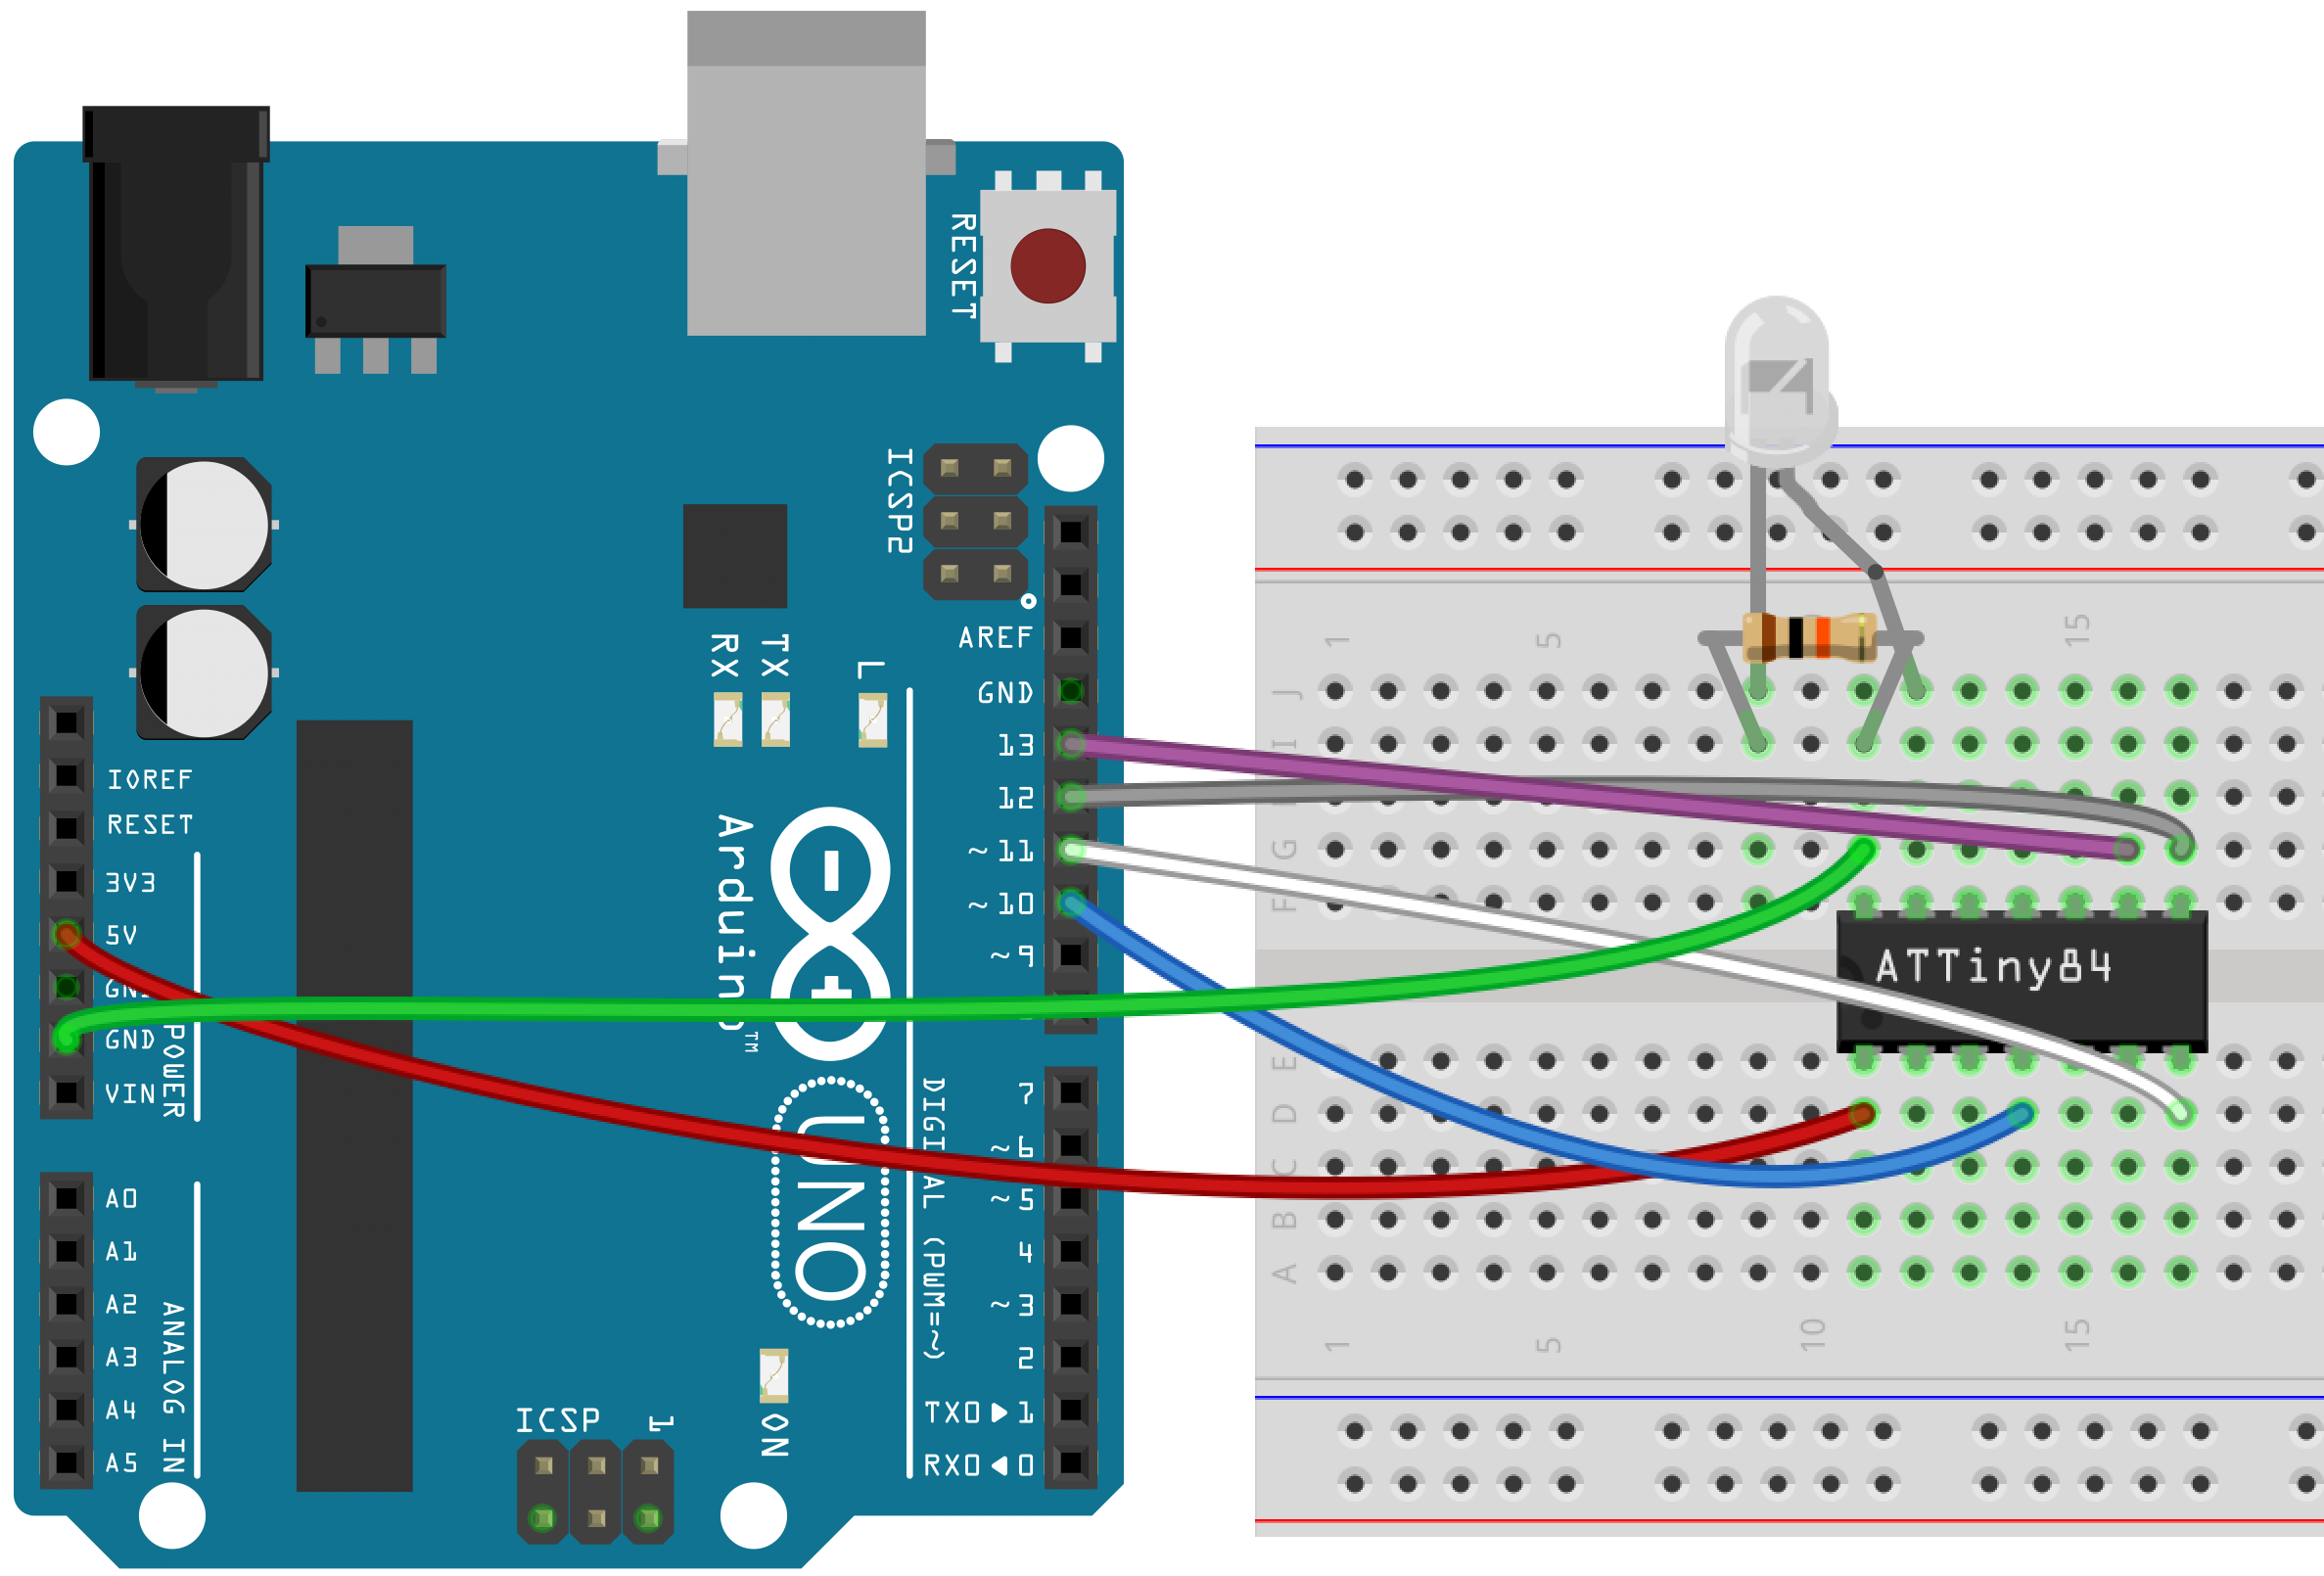 RESET
ICSP2
AREF
GND
13
12
~11
~10
~9
7
~6
~5
4
~3
2
TX0▶1
RX0◀0
RX
TX
L
IOREF
RESET
3V3
5V
GND
GND
VIN
POWER
A0
A1
A2
A3
A4
A5
ANALOG IN
Arduino™
UNO
DIGITAL (PWM=~)
ICSP
1
ON
1
5
15
J
I
G
F
ATTiny84
E
D
C
B
A
1
5
10
15